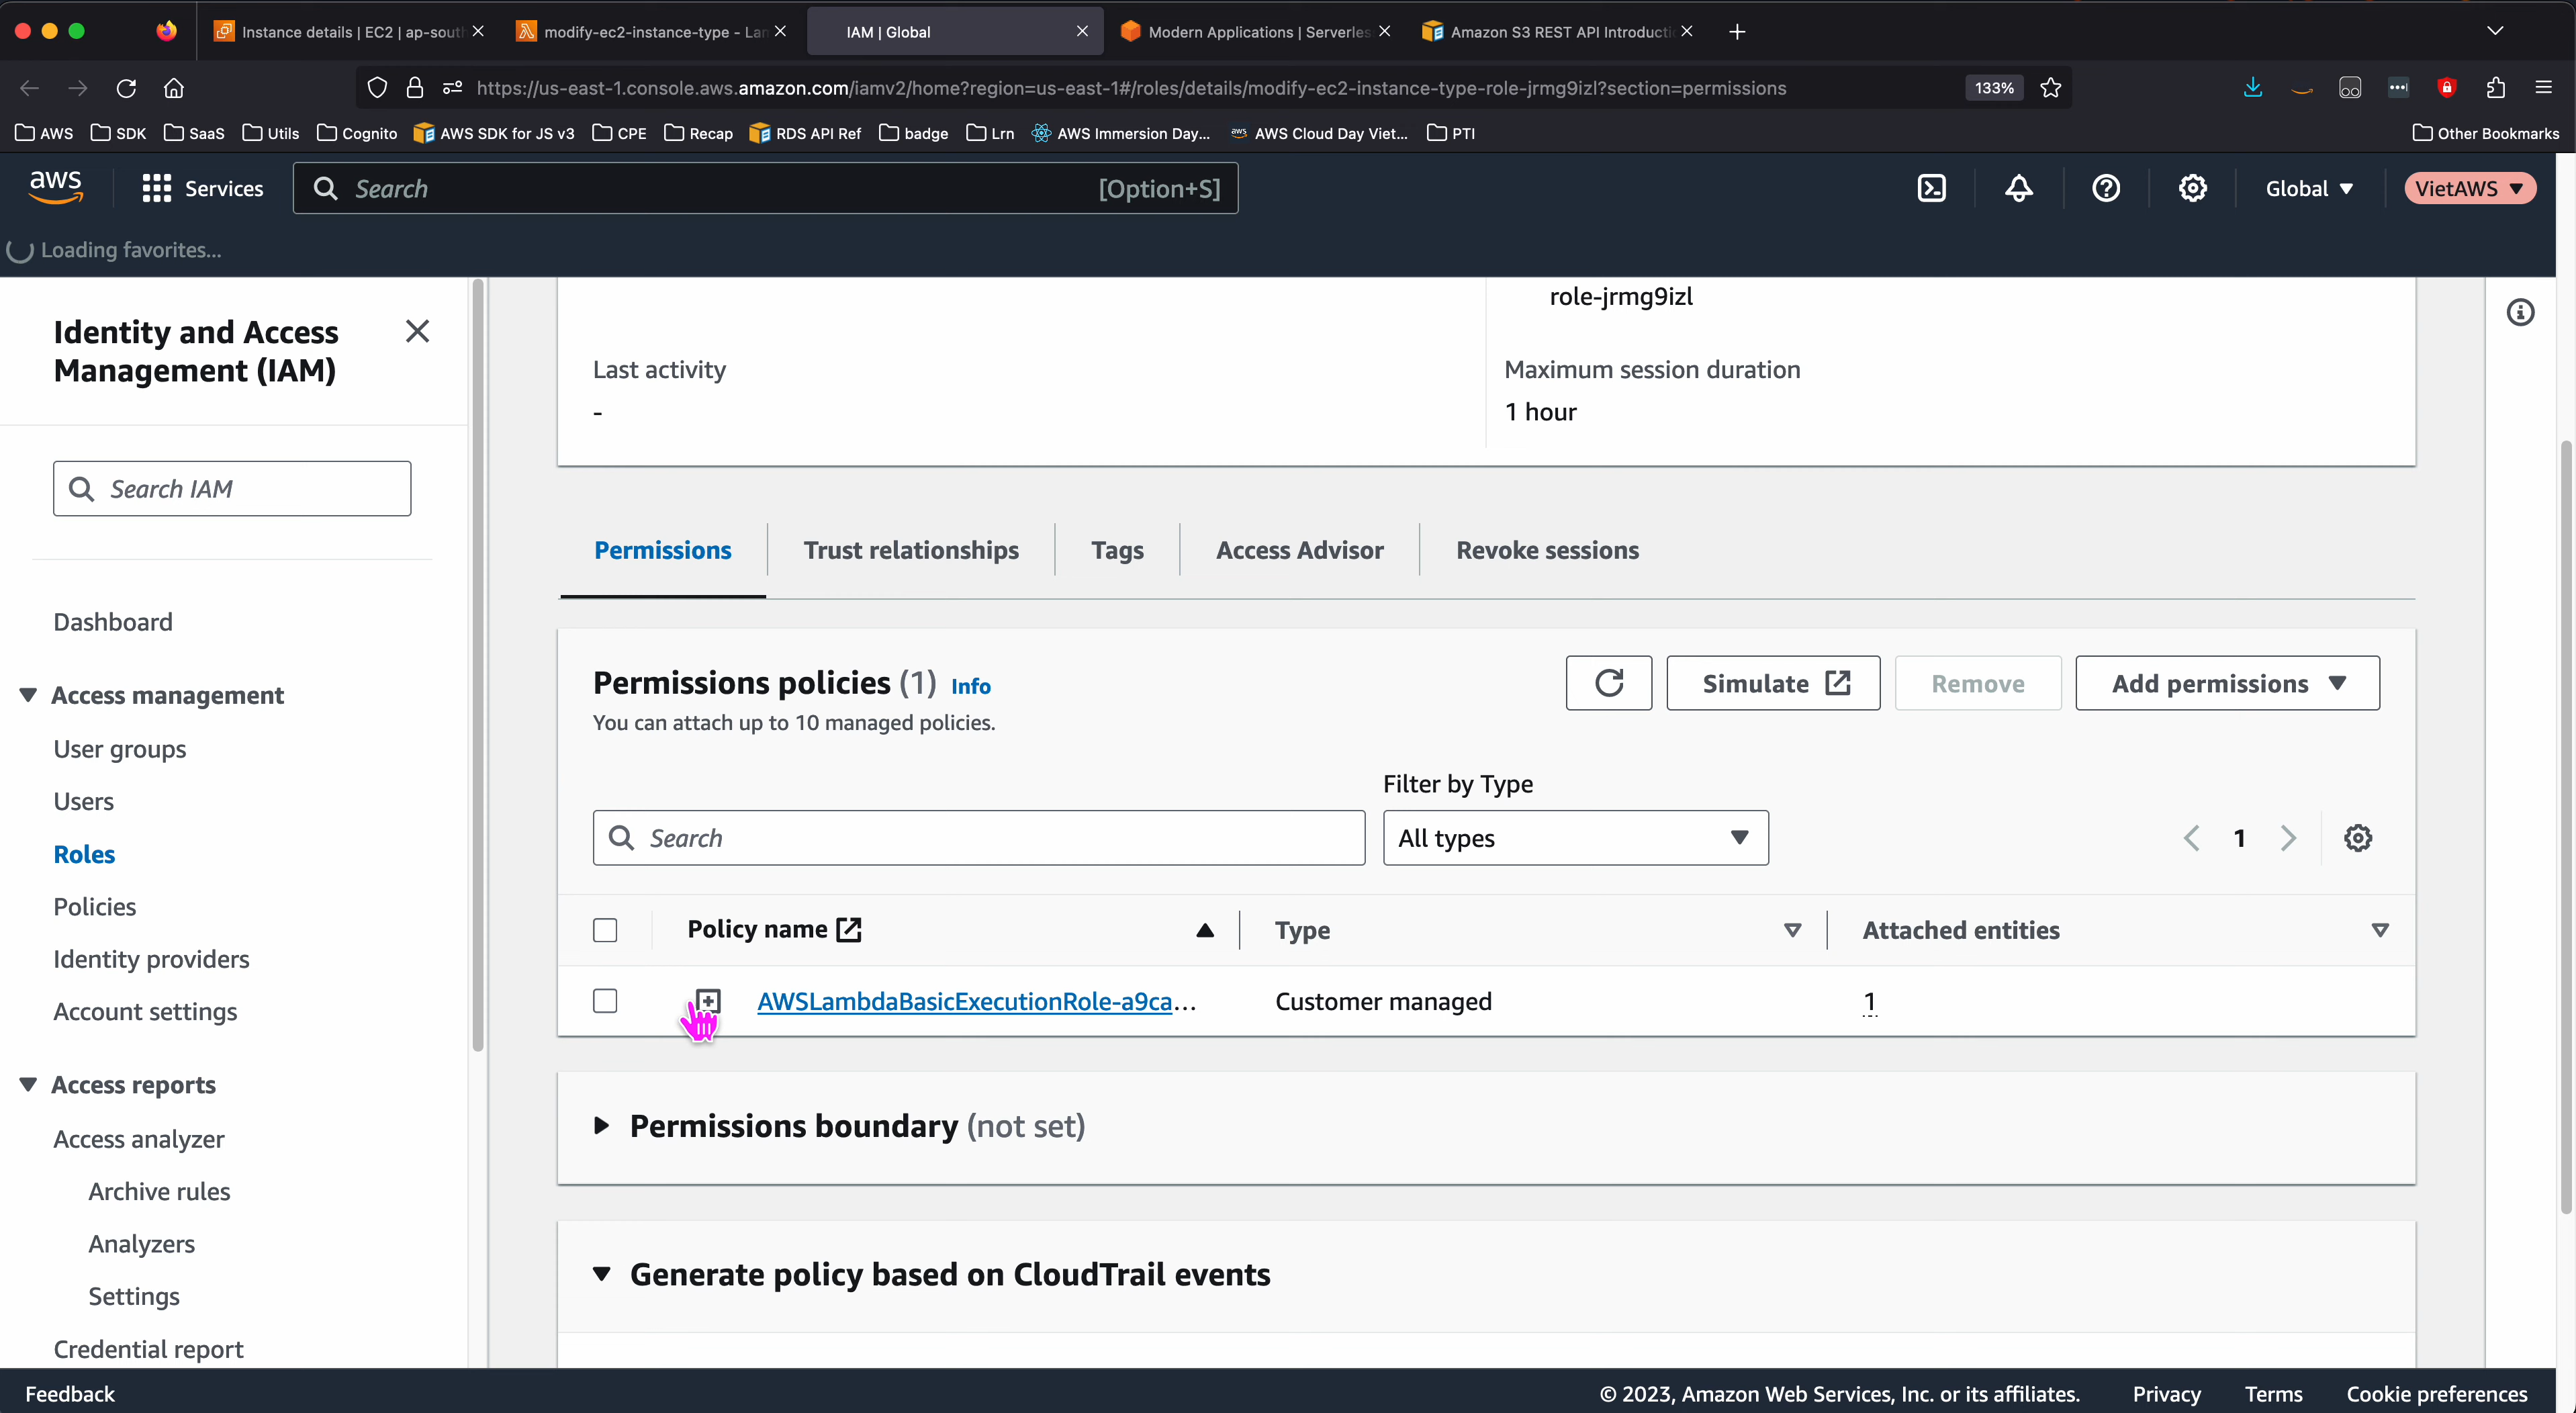 Instance details | EC2 | ap-south
modify-ec2-instance-type - Lam
IAM | Global
Modern Applications | Serverles
Amazon S3 REST API Introducti
https://us-east-1.console.aws.amazon.com/iamv2/home?region=us-east-1#/roles/details/modify-ec2-instance-type-role-jrmg9izl?section=permissions
133%
AWS SDK SaaS Utils Cognito AWS SDK for JS v3 CPE Recap RDS API Ref badge Lrn AWS Immersion Day... aws AWS Cloud Day Viet... PTI Other Bookmarks
aws Services Search [Option+S] Global VietAWS
Loading favorites...
Identity and Access
Management (IAM)
Search IAM
Dashboard
Access management
User groups
Users
Roles
Policies
Identity providers
Account settings
Access reports
Access analyzer
Archive rules
Analyzers
Settings
Credential report
role-jrmg9izl
Last activity
-
Maximum session duration
1 hour
Permissions Trust relationships Tags Access Advisor Revoke sessions
Permissions policies (1) Info
You can attach up to 10 managed policies.
Simulate Remove Add permissions
Filter by Type
Search All types 1
Policy name Type Attached entities
AWSLambdaBasicExecutionRole-a9ca... Customer managed 1
Permissions boundary (not set)
Generate policy based on CloudTrail events
Feedback © 2023, Amazon Web Services, Inc. or its affiliates. Privacy Terms Cookie preferences